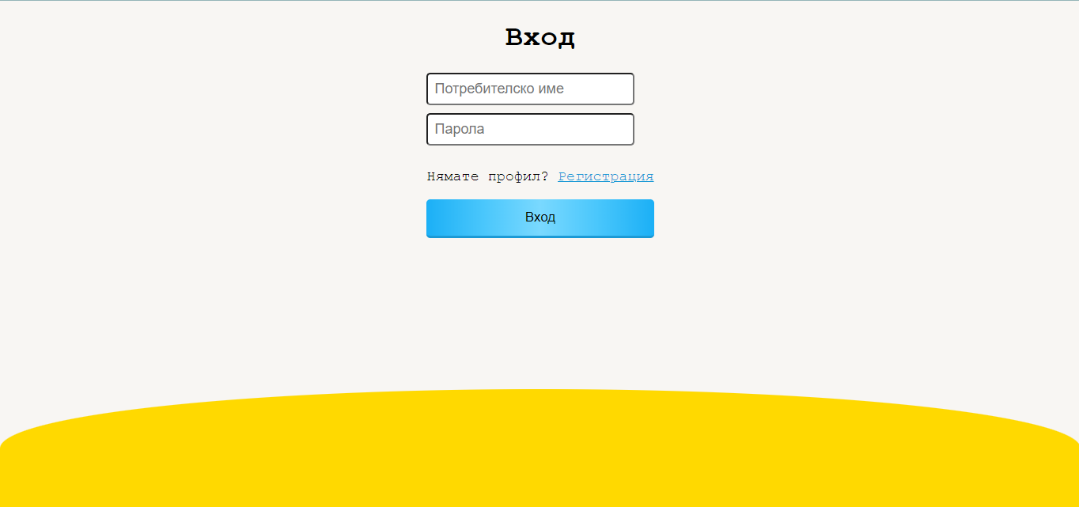 Вход
Потребителско име
Парола
Нямате профил? Регистрация
Вход